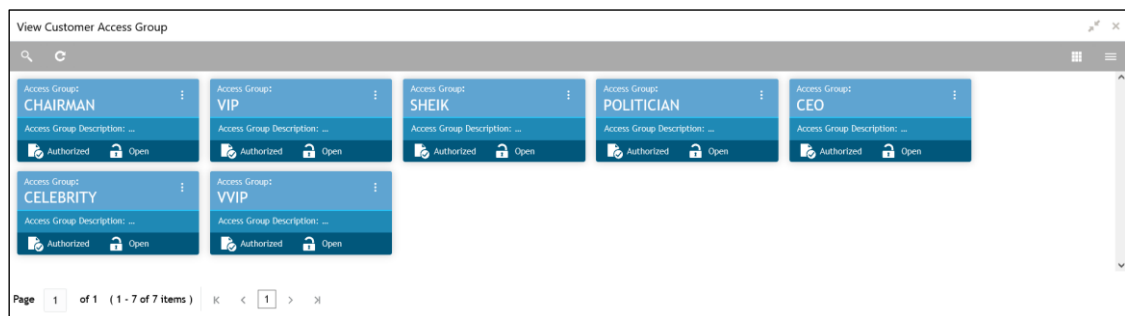 View Customer Access Group
Access Group: Access Group: Access Group: Access Group: Access Group:
CHAIRMAN VIP SHEIK POLITICIAN CEO
Access Group Description: ... Access Group Description: ... Access Group Description: ... Access Group Description: ... Access Group Description: ...
Authorized Open Authorized Open Authorized Open Authorized Open Authorized Open
Access Group: Access Group:
CELEBRITY VVIP
Access Group Description: ... Access Group Description: ...
Authorized Open Authorized Open
Page 1 of 1 ( 1 - 7 of 7 items ) 1